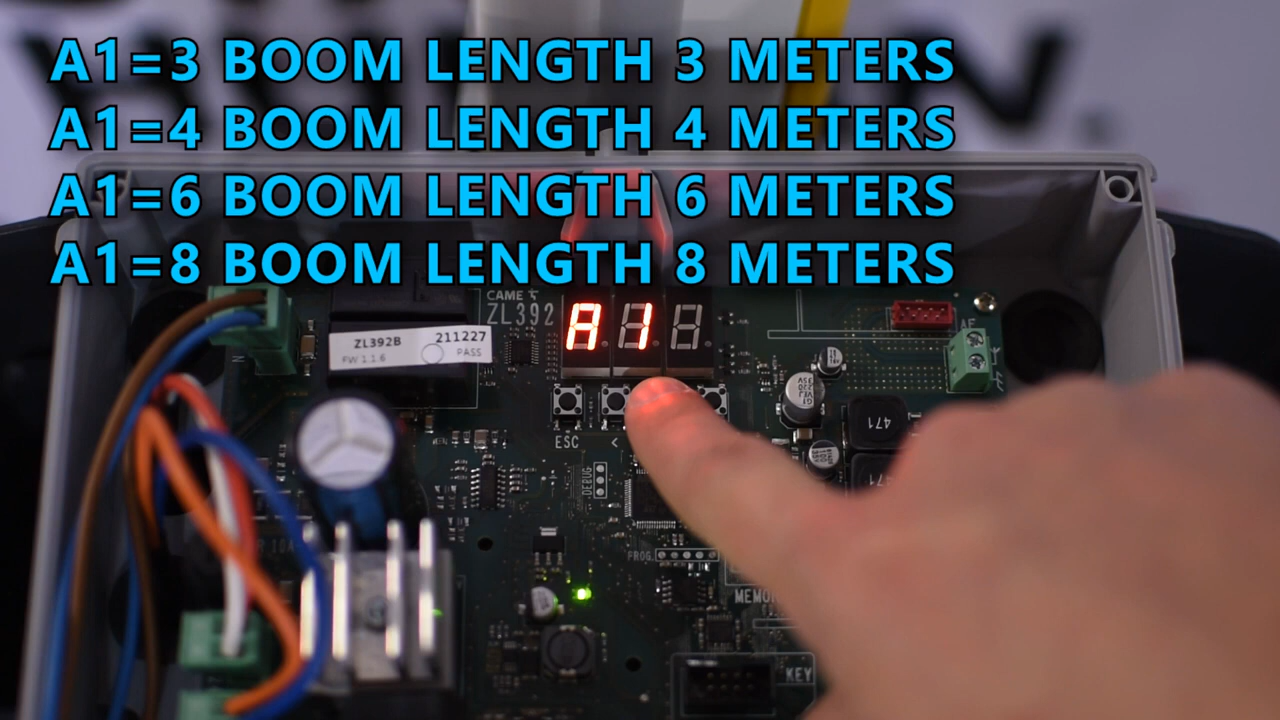 A1=3 BOOM LENGTH 3 METERS
A1=4 BOOM LENGTH 4 METERS
A1=6 BOOM LENGTH 6 METERS
A1=8 BOOM LENGTH 8 METERS
CAME
ZL392
A1
ZL392B 211227
FW 1.1.6 PASS
ESC <
471
471
DEBUG
PROG.
KEY